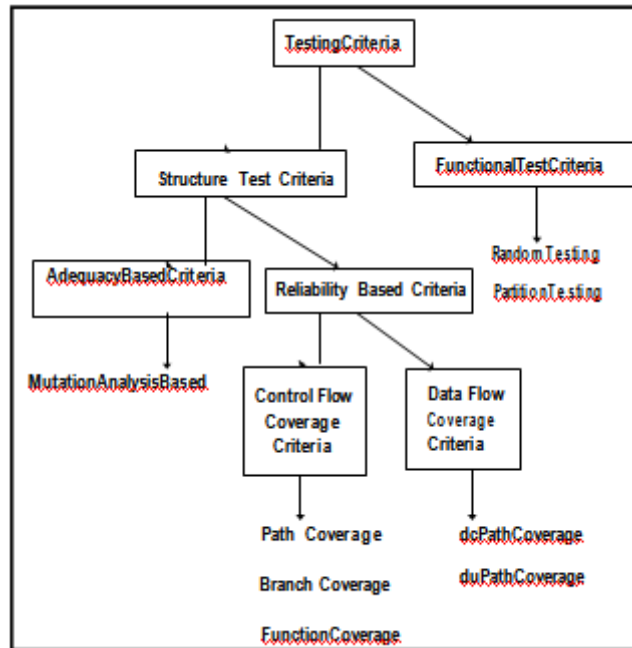 TestingCriteria
Structure Test Criteria
FunctionalTestCriteria
RandomTesting
PartitionTesting
AdequacyBasedCriteria
Reliability Based Criteria
MutationAnalysisBased
Control Flow
Coverage
Criteria
Data Flow
Coverage
Criteria
Path Coverage
Branch Coverage
FunctionCoverage
dcPathCoverage
duPathCoverage